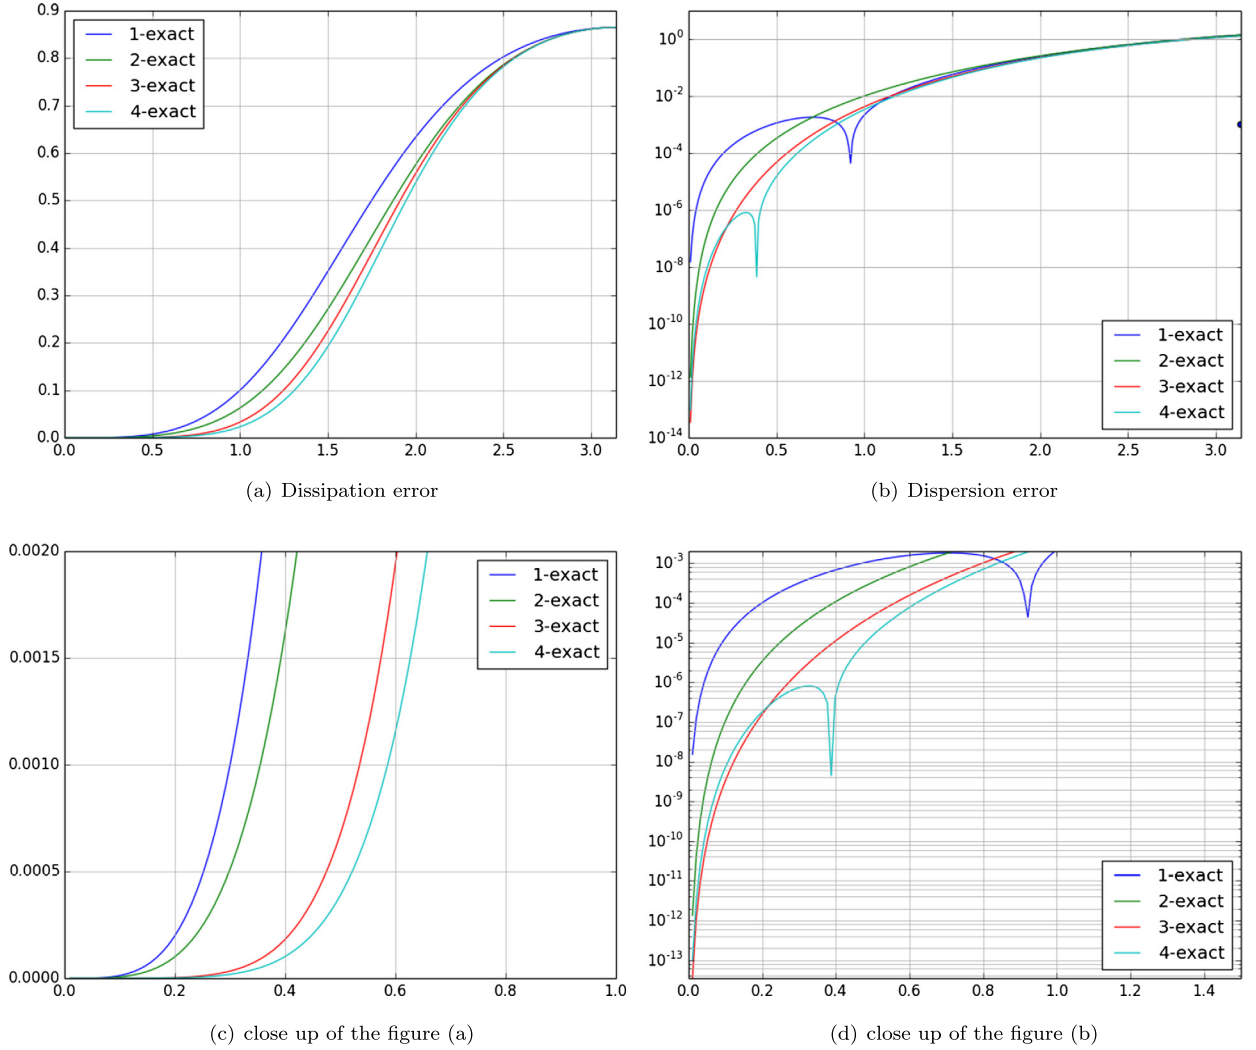 0.9
0.8
0.7
0.6
0.5
0.4
0.3
0.2
0.1
0.0
0.0 0.5 1.0 1.5 2.0 2.5 3.0
1-exact
2-exact
3-exact
4-exact
(a) Dissipation error
10^0
10^-2
10^-4
10^-6
10^-8
10^-10
10^-12
10^-14
0.0 0.5 1.0 1.5 2.0 2.5 3.0
1-exact
2-exact
3-exact
4-exact
(b) Dispersion error
0.0020
0.0015
0.0010
0.0005
0.0000
0.0 0.2 0.4 0.6 0.8 1.0
1-exact
2-exact
3-exact
4-exact
(c) close up of the figure (a)
10^-3
10^-4
10^-5
10^-6
10^-7
10^-8
10^-9
10^-10
10^-11
10^-12
10^-13
0.0 0.2 0.4 0.6 0.8 1.0 1.2 1.4
1-exact
2-exact
3-exact
4-exact
(d) close up of the figure (b)